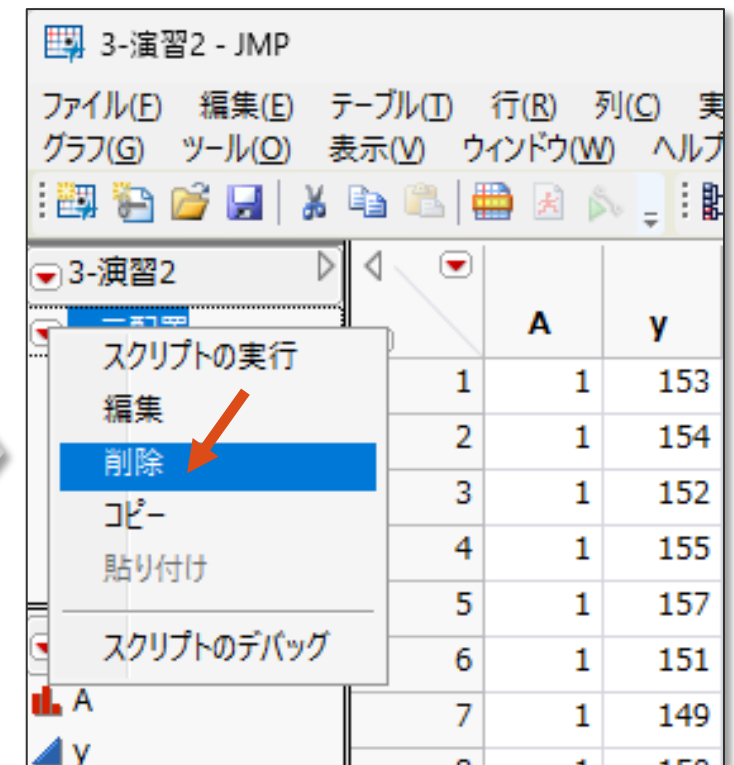 3-演習2 - JMP
ファイル(F) 編集(E) テーブル(T) 行(R) 列(C) 実
グラフ(G) ツール(O) 表示(V) ウィンドウ(W) ヘルプ
3-演習2
A y
スクリプトの実行
編集
削除
コピー
貼り付け
スクリプトのデバッグ
1 1 153
2 1 154
3 1 152
4 1 155
5 1 157
6 1 151
7 1 149
A
y